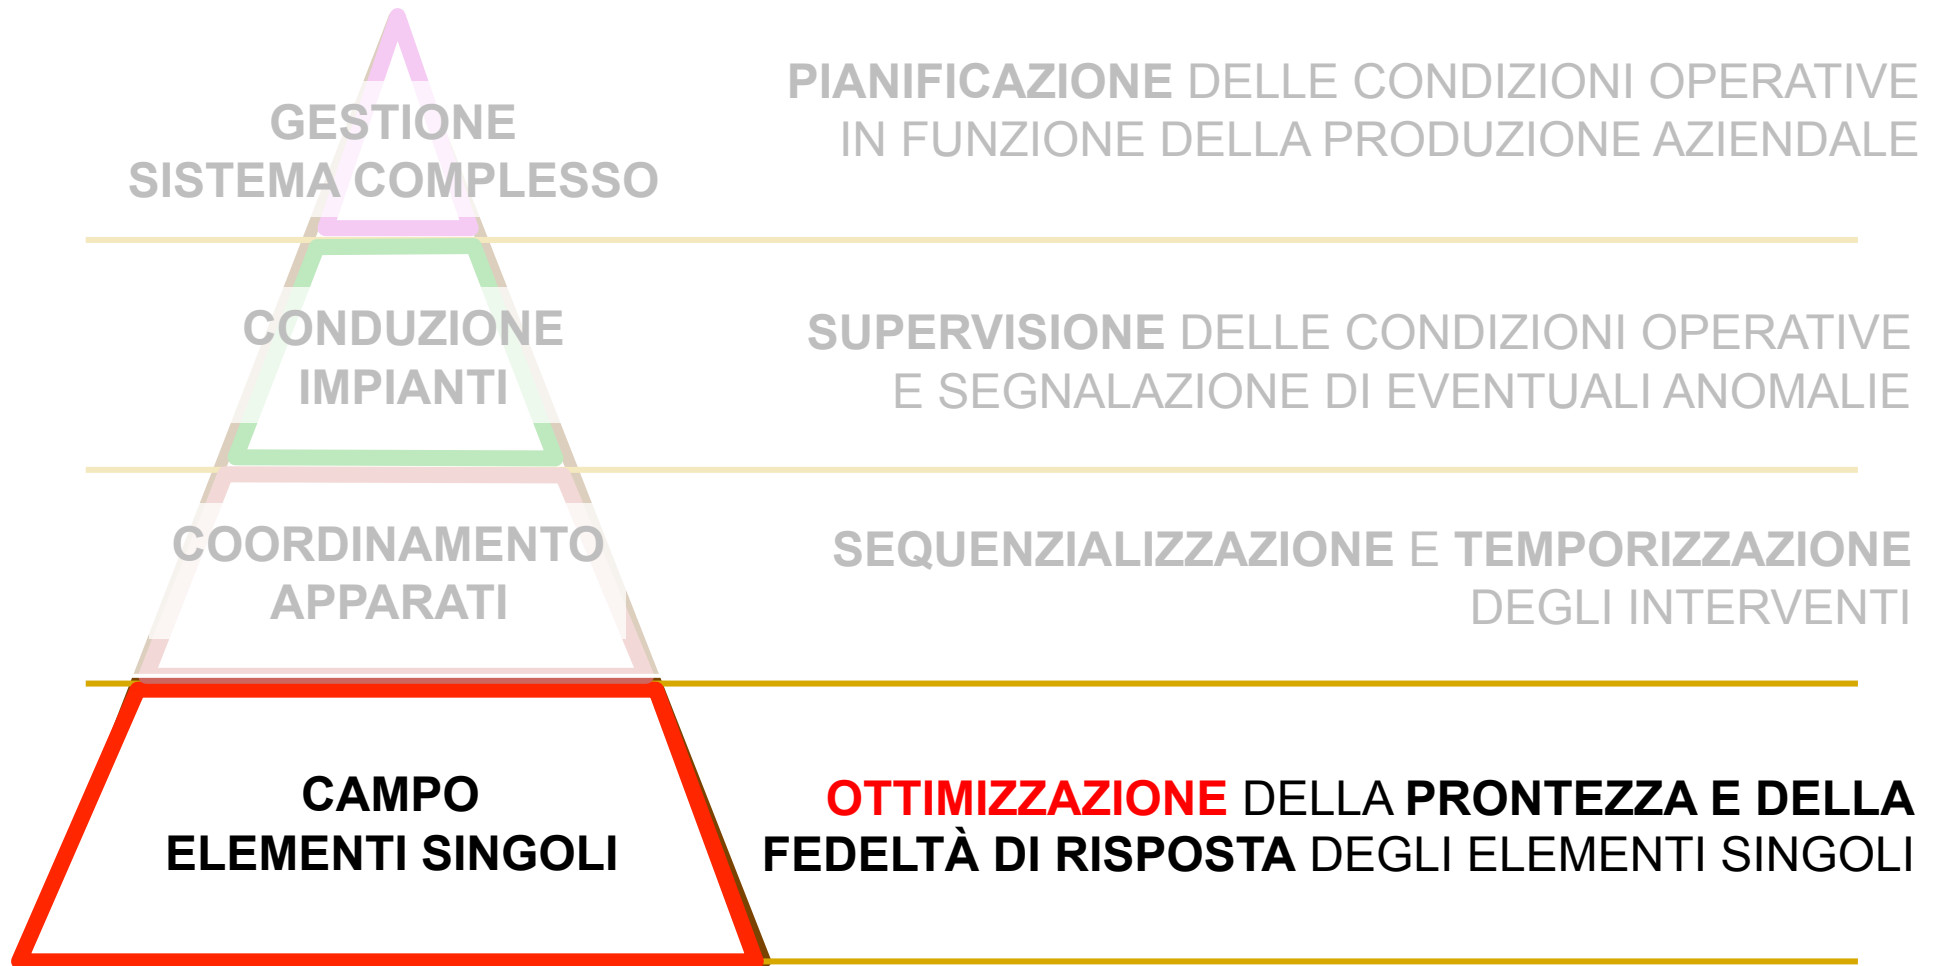 GESTIONE
SISTEMA COMPLESSO
PIANIFICAZIONE DELLE CONDIZIONI OPERATIVE
IN FUNZIONE DELLA PRODUZIONE AZIENDALE
CONDUZIONE
IMPIANTI
SUPERVISIONE DELLE CONDIZIONI OPERATIVE
E SEGNALAZIONE DI EVENTUALI ANOMALIE
COORDINAMENTO
APPARATI
SEQUENZIALIZZAZIONE E TEMPORIZZAZIONE
DEGLI INTERVENTI
CAMPO
ELEMENTI SINGOLI
OTTIMIZZAZIONE DELLA PRONTEZZA E DELLA
FEDELTÀ DI RISPOSTA DEGLI ELEMENTI SINGOLI